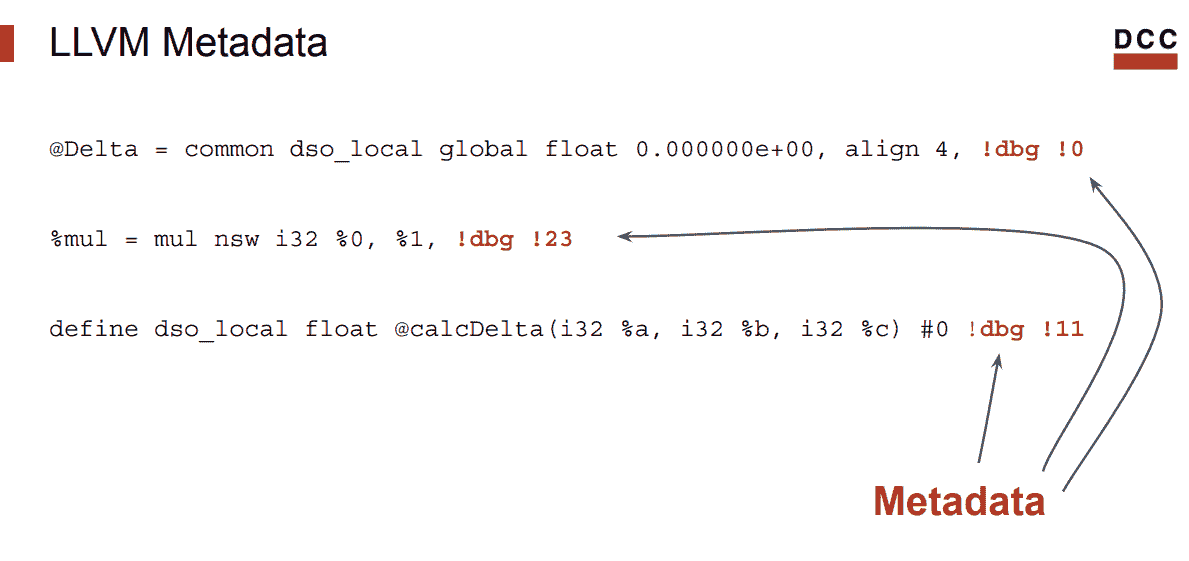 LLVM Metadata
DCC
@Delta = common dso_local global float 0.000000e+00, align 4, !dbg !0
%mul = mul nsw i32 %0, %1, !dbg !23
define dso_local float @calcDelta(i32 %a, i32 %b, i32 %c) #0 !dbg !11
Metadata